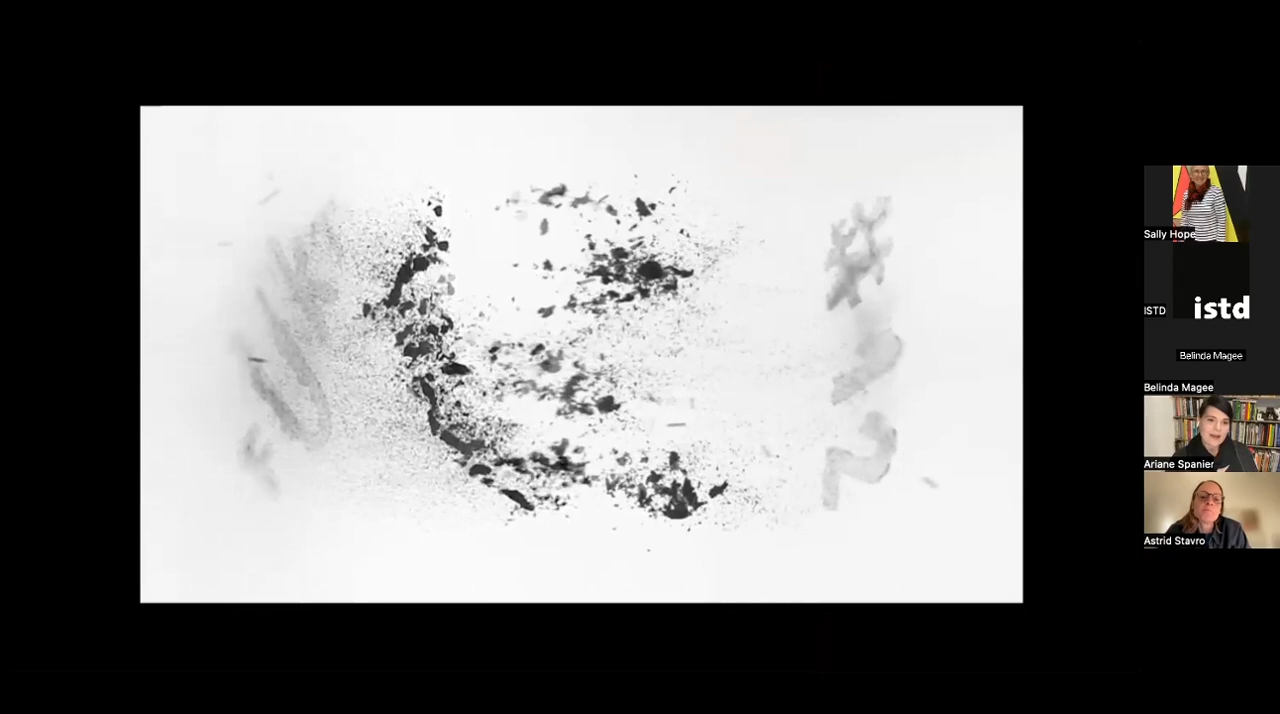 Sally Hope
istd
ISTD
Belinda Magee
Belinda Magee
Ariane Spanier
Astrid Stavro